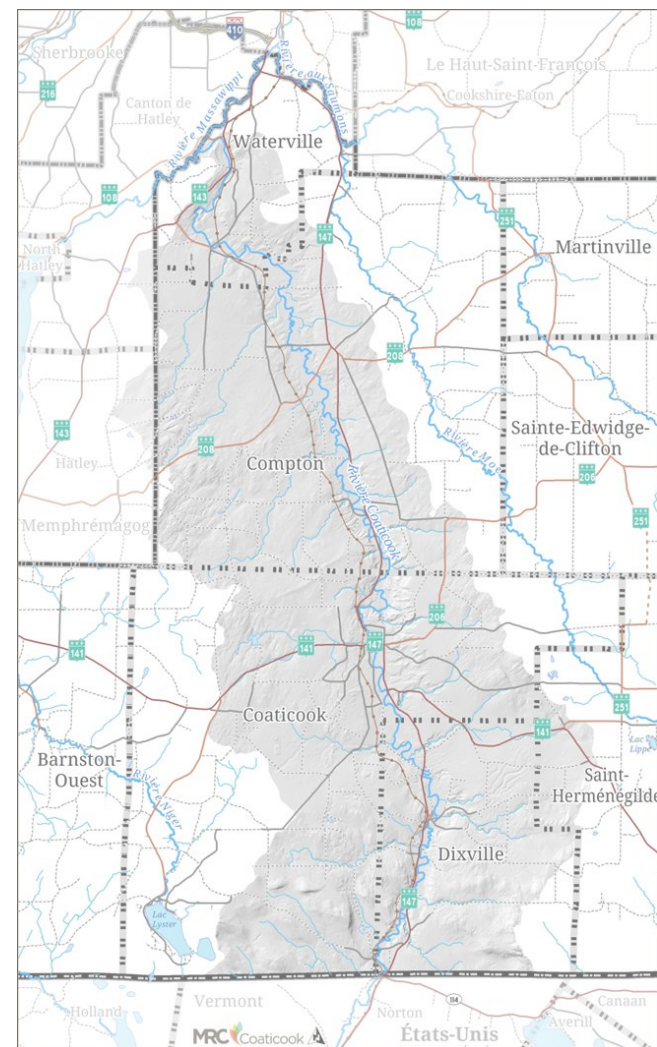 108
410
Sherbrooke
Le Haut-Saint-François
216
Cookshire-Eaton
Canton de
Hatley
Rivière Massawippi
Rivière aux Saumons
Waterville
108
143
251
147
North
Hatley
Martinville
208
143
Sainte-Edwidge-
de-Clifton
208
Rivière Moe
Hatley
Compton
206
Rivière Coaticook
251
Memphrémagog
206
141
141
147
251
Coaticook
141
Lac
Lippé
Barnston-
Ouest
Rivière Niger
Saint-
Herménégilde
Dixville
147
Lac
Lyster
Holland
Vermont
Norton
114
Canaan
Averill
États-Unis
MRC Coaticook